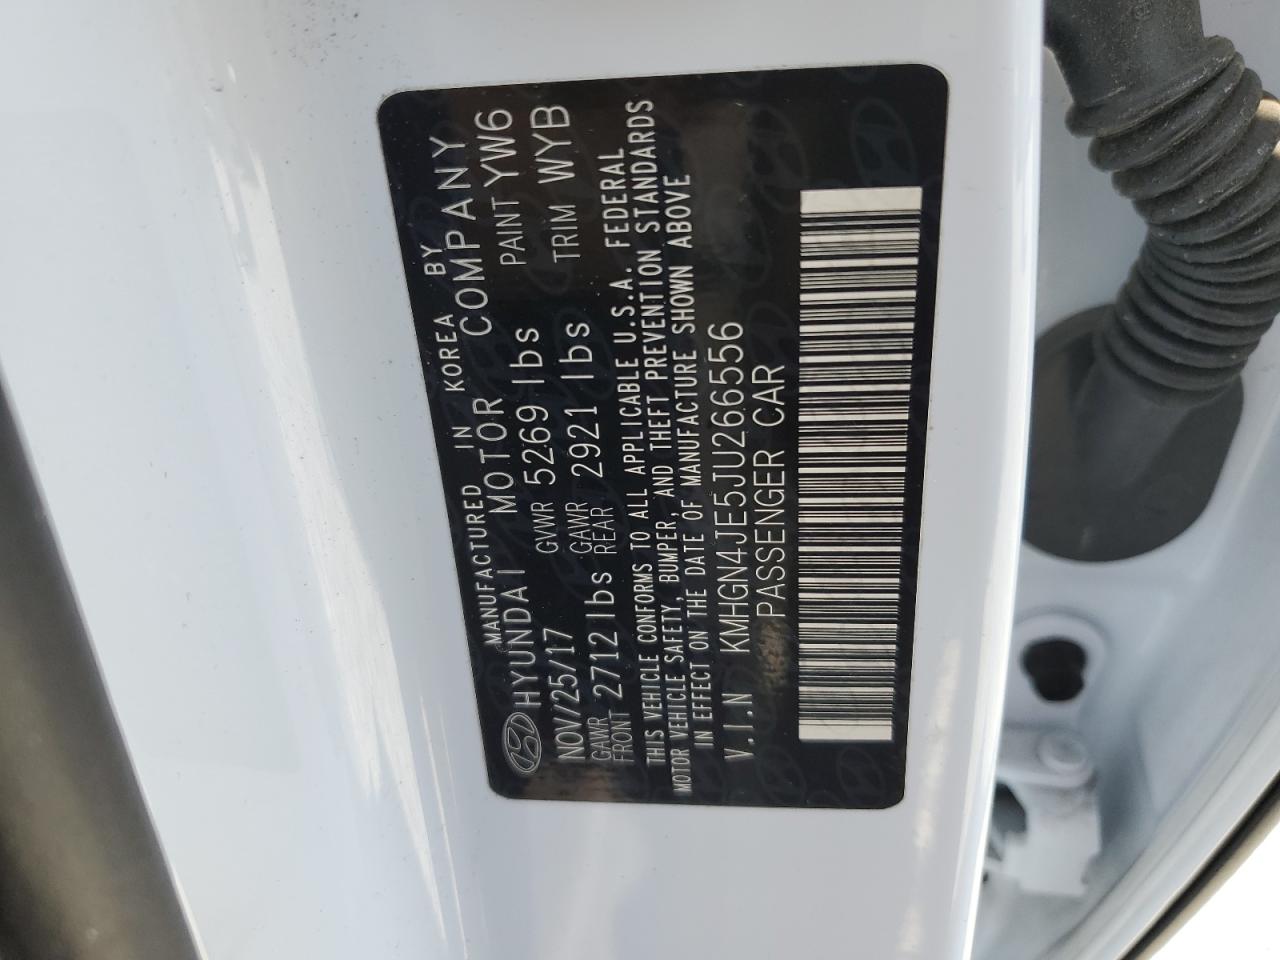 MANUFACTURED IN KOREA BY
HYUNDAI MOTOR COMPANY
NOV/25/17 GVWR 5269 lbs PAINT YW6
GAWR FRONT 2712 lbs GAWR REAR 2921 lbs TRIM WYB
THIS VEHICLE CONFORMS TO ALL APPLICABLE U.S.A. FEDERAL
MOTOR VEHICLE SAFETY, BUMPER, AND THEFT PREVENTION STANDARDS
IN EFFECT ON THE DATE OF MANUFACTURE SHOWN ABOVE
V.I.N KMHGN4JE5JU266556
PASSENGER CAR